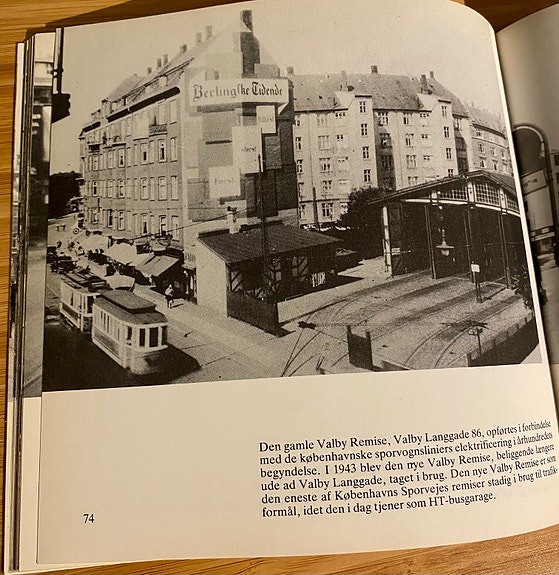 Berlingske Tidende
Den gamle Valby Remise, Valby Langgade 86, opførtes i forbindelse
med de københavnske sporvognsliniers elektrificering i århundredets
begyndelse. I 1943 blev den nye Valby Remise, beliggende længere
ude ad Valby Langgade, taget i brug. Den nye Valby Remise er som
den eneste af Københavns Sporvejes remiser stadig i brug til trafik-
formål, idet den i dag tjener som HT-busgarage.
74